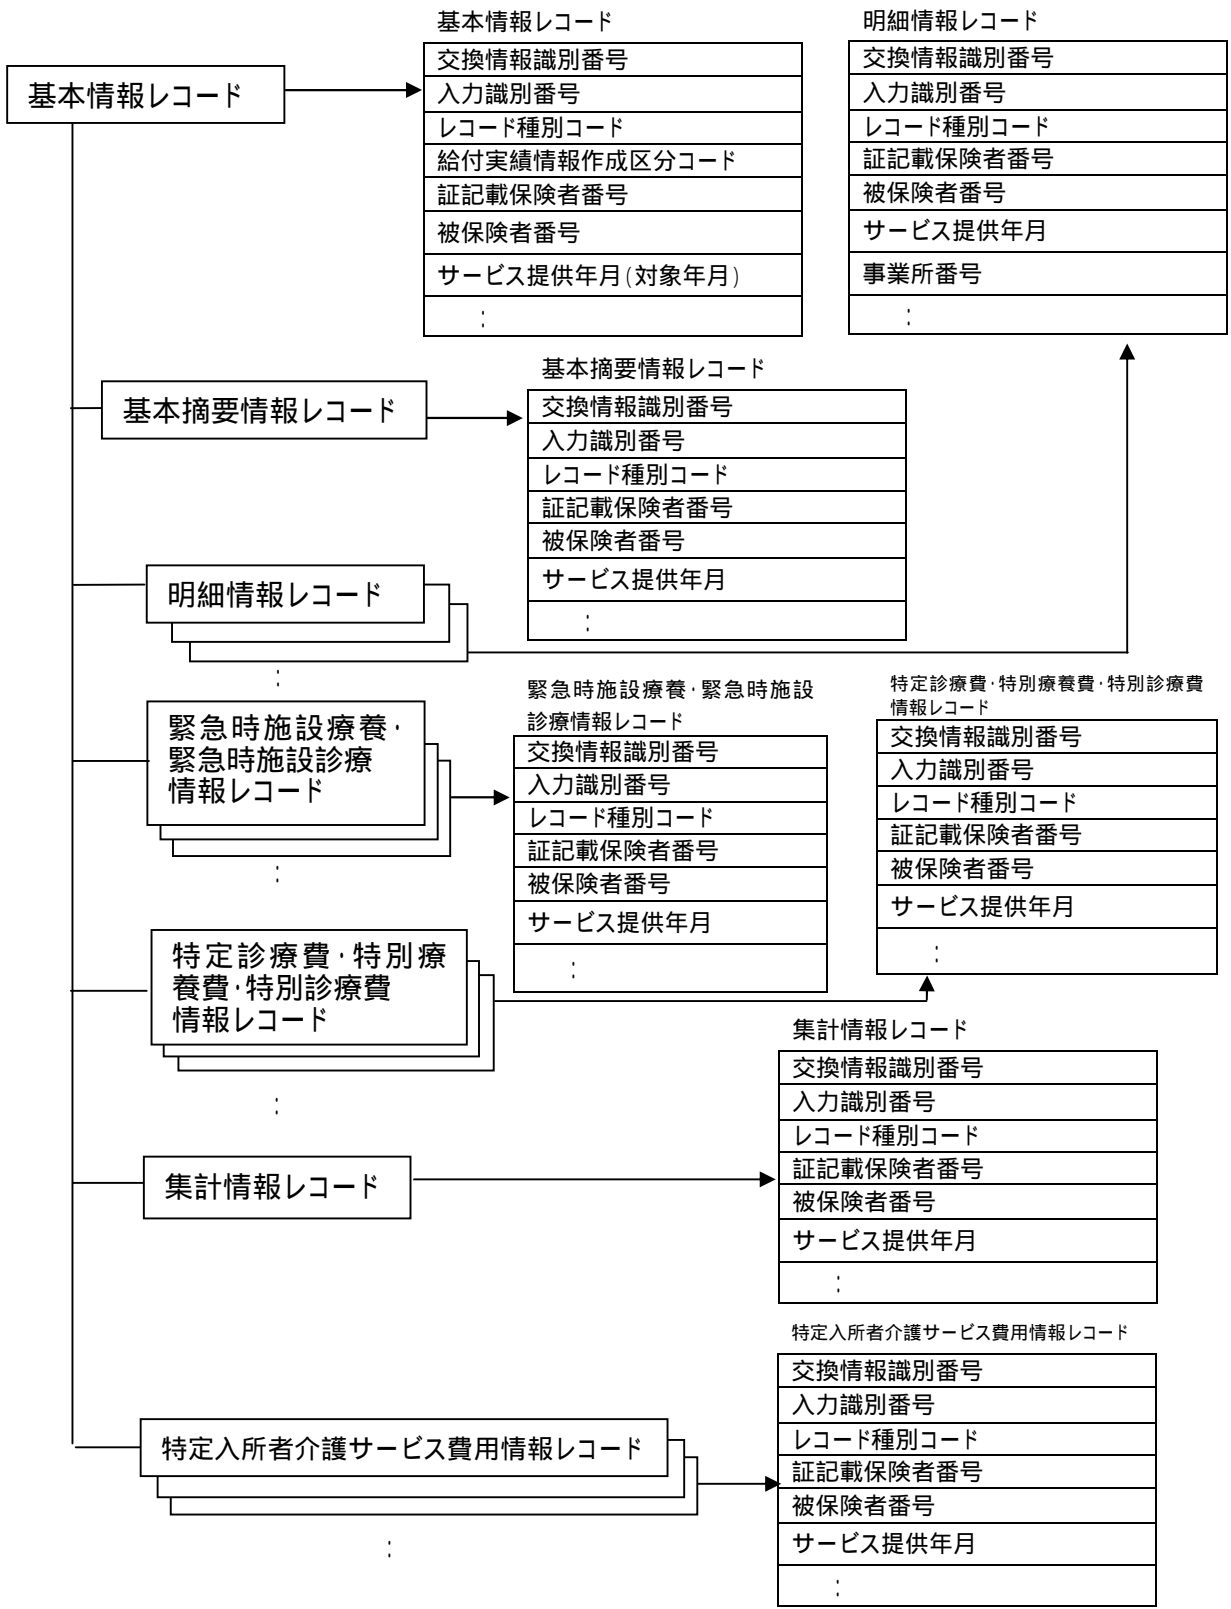 基本情報レコード
基本情報レコード
交換情報識別番号
入力識別番号
レコード種別コード
給付実績情報作成区分コード
証記載保険者番号
被保険者番号
サービス提供年月(対象年月)
:
明細情報レコード
交換情報識別番号
入力識別番号
レコード種別コード
証記載保険者番号
被保険者番号
サービス提供年月
事業所番号
:
基本摘要情報レコード
基本摘要情報レコード
交換情報識別番号
入力識別番号
レコード種別コード
証記載保険者番号
被保険者番号
サービス提供年月
:
明細情報レコード
:
緊急時施設療養・
緊急時施設診療
情報レコード
:
緊急時施設療養・緊急時施設
診療情報レコード
交換情報識別番号
入力識別番号
レコード種別コード
証記載保険者番号
被保険者番号
サービス提供年月
:
特定診療費・特別療養費・特別診療費
情報レコード
交換情報識別番号
入力識別番号
レコード種別コード
証記載保険者番号
被保険者番号
サービス提供年月
:
特定診療費・特別療
養費・特別診療費
情報レコード
:
集計情報レコード
集計情報レコード
交換情報識別番号
入力識別番号
レコード種別コード
証記載保険者番号
被保険者番号
サービス提供年月
:
特定入所者介護サービス費用情報レコード
:
特定入所者介護サービス費用情報レコード
交換情報識別番号
入力識別番号
レコード種別コード
証記載保険者番号
被保険者番号
サービス提供年月
: